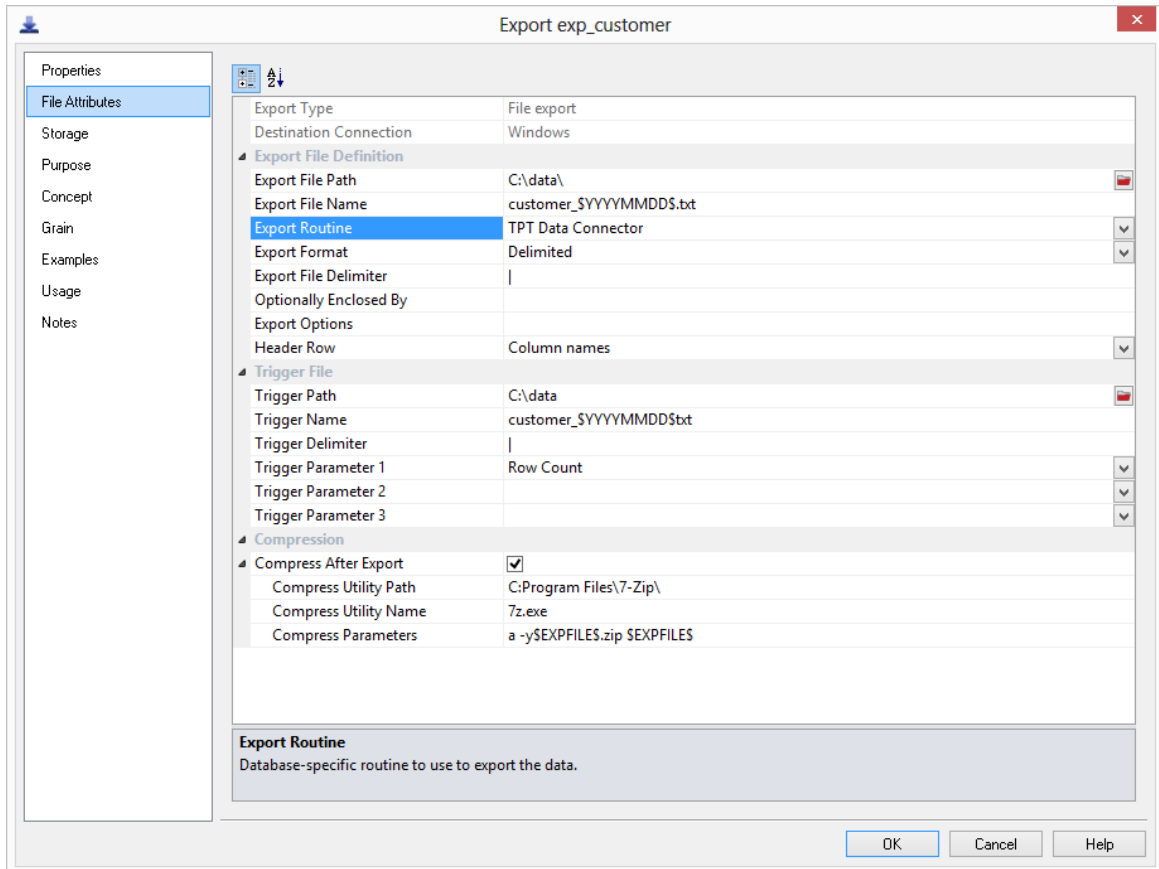 Export exp_customer
Properties
File Attributes
Storage
Purpose
Concept
Grain
Examples
Usage
Notes
Export Type File export
Destination Connection Windows
Export File Definition
Export File Path C:\data\
Export File Name customer_$YYYYMMDD$.txt
Export Routine TPT Data Connector
Export Format Delimited
Export File Delimiter |
Optionally Enclosed By
Export Options
Header Row Column names
Trigger File
Trigger Path C:\data
Trigger Name customer_$YYYYMMDD$txt
Trigger Delimiter |
Trigger Parameter 1 Row Count
Trigger Parameter 2
Trigger Parameter 3
Compression
Compress After Export
Compress Utility Path C:Program Files\7-Zip\
Compress Utility Name 7z.exe
Compress Parameters a -y$EXPFILE$.zip $EXPFILE$
Export Routine
Database-specific routine to use to export the data.
OK Cancel Help